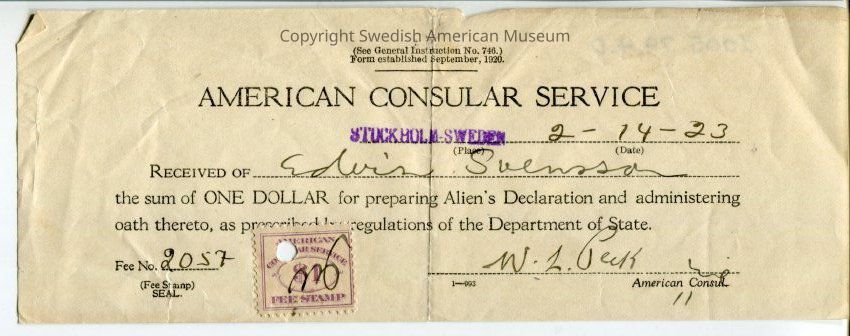 Copyright Swedish American Museum
(See General Instruction No. 746.)
Form established September, 1920.
AMERICAN CONSULAR SERVICE
STOCKHOLM-SWEDEN 2-14-23
(Place) (Date)
RECEIVED OF Edwin Svensson
the sum of ONE DOLLAR for preparing Alien's Declaration and administering
oath thereto, as prescribed by regulations of the Department of State.
Fee No. 2057
(Fee Stamp)
SEAL.
AMERICAN
CONSULAR SERVICE
$1
FEE STAMP
W. L. Peck
1—993
American Consul.